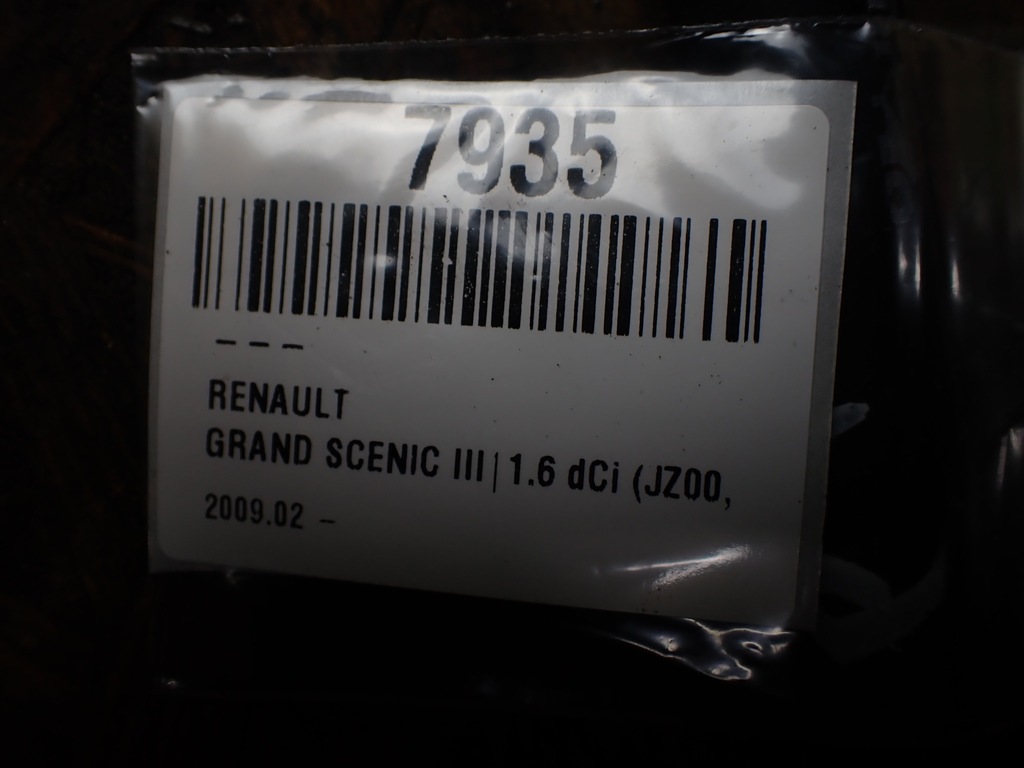 7935
---
RENAULT
GRAND SCENIC III | 1.6 dCi (JZ00,
2009.02 -